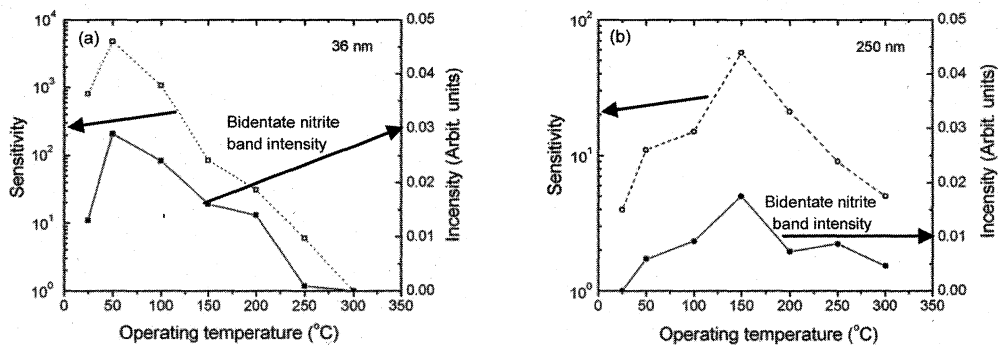 (a)
36 nm
10⁴
10³
10²
10¹
10⁰
Sensitivity
0.05
0.04
0.03
0.02
0.01
0.00
Incensity (Arbit. units)
Bidentate nitrite
band intensity
0 50 100 150 200 250 300 350
Operating temperature (°C)
(b)
250 nm
10²
10¹
10⁰
Sensitivity
0.05
0.04
0.03
0.02
0.01
0.00
Incensity (Arbit. units)
Bidentate nitrite
band intensity
0 50 100 150 200 250 300 350
Operating temperature (°C)